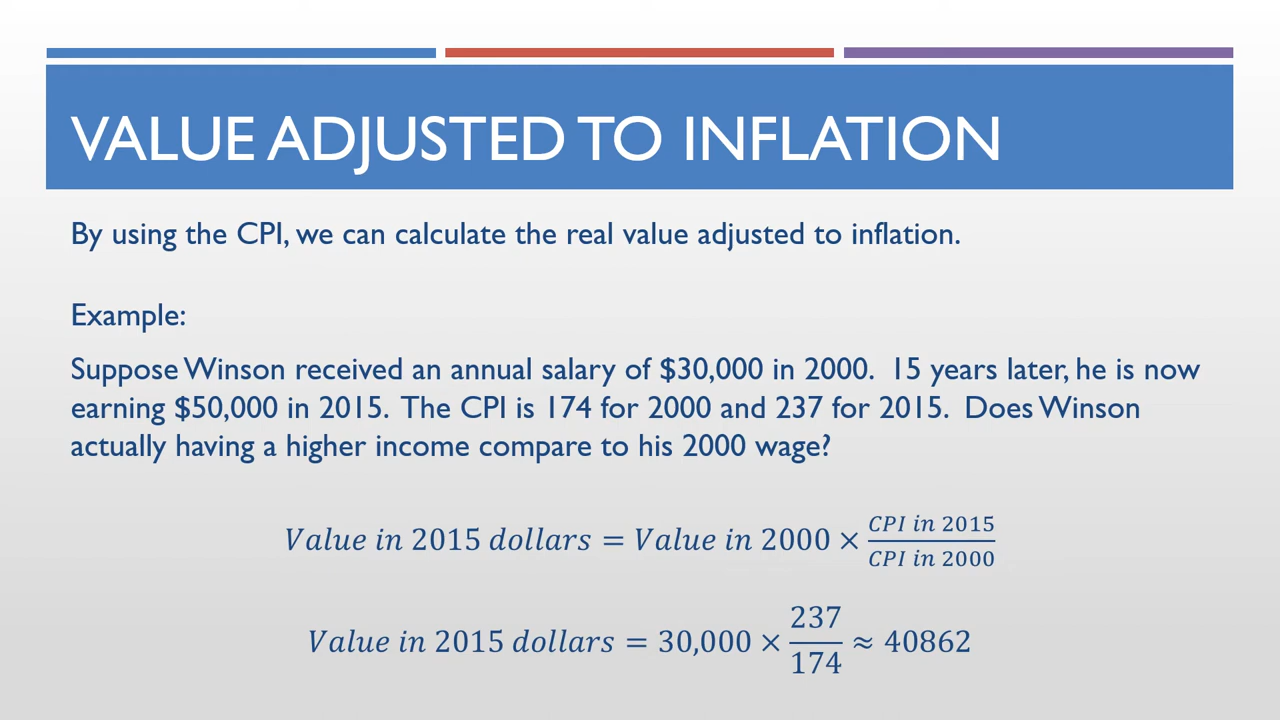 VALUE ADJUSTED TO INFLATION
By using the CPI, we can calculate the real value adjusted to inflation.
Example:
Suppose Winson received an annual salary of $30,000 in 2000.  15 years later, he is now
earning $50,000 in 2015.  The CPI is 174 for 2000 and 237 for 2015.  Does Winson
actually having a higher income compare to his 2000 wage?
Value in 2015 dollars = Value in 2000 × CPI in 2015 / CPI in 2000
Value in 2015 dollars = 30,000 × 237 / 174 ≈ 40862